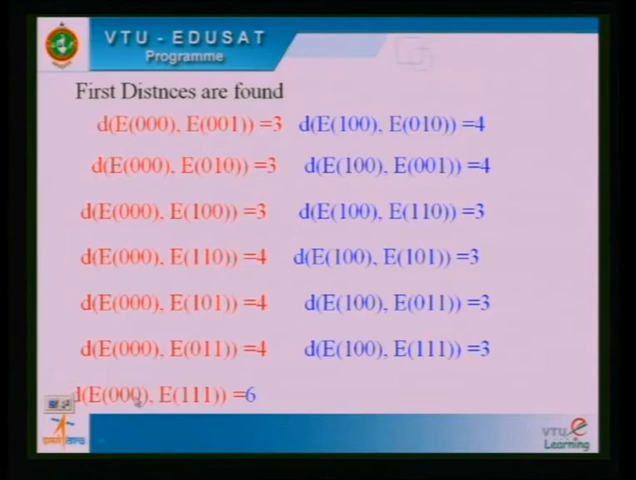 VTU - EDUSAT
Programme
First Distnces are found
d(E(000), E(001)) =3 d(E(100), E(010)) =4
d(E(000), E(010)) =3 d(E(100), E(001)) =4
d(E(000), E(100)) =3 d(E(100), E(110)) =3
d(E(000), E(110)) =4 d(E(100), E(101)) =3
d(E(000), E(101)) =4 d(E(100), E(011)) =3
d(E(000), E(011)) =4 d(E(100), E(111)) =3
d(E(000), E(111)) =6
VTU e
Learning